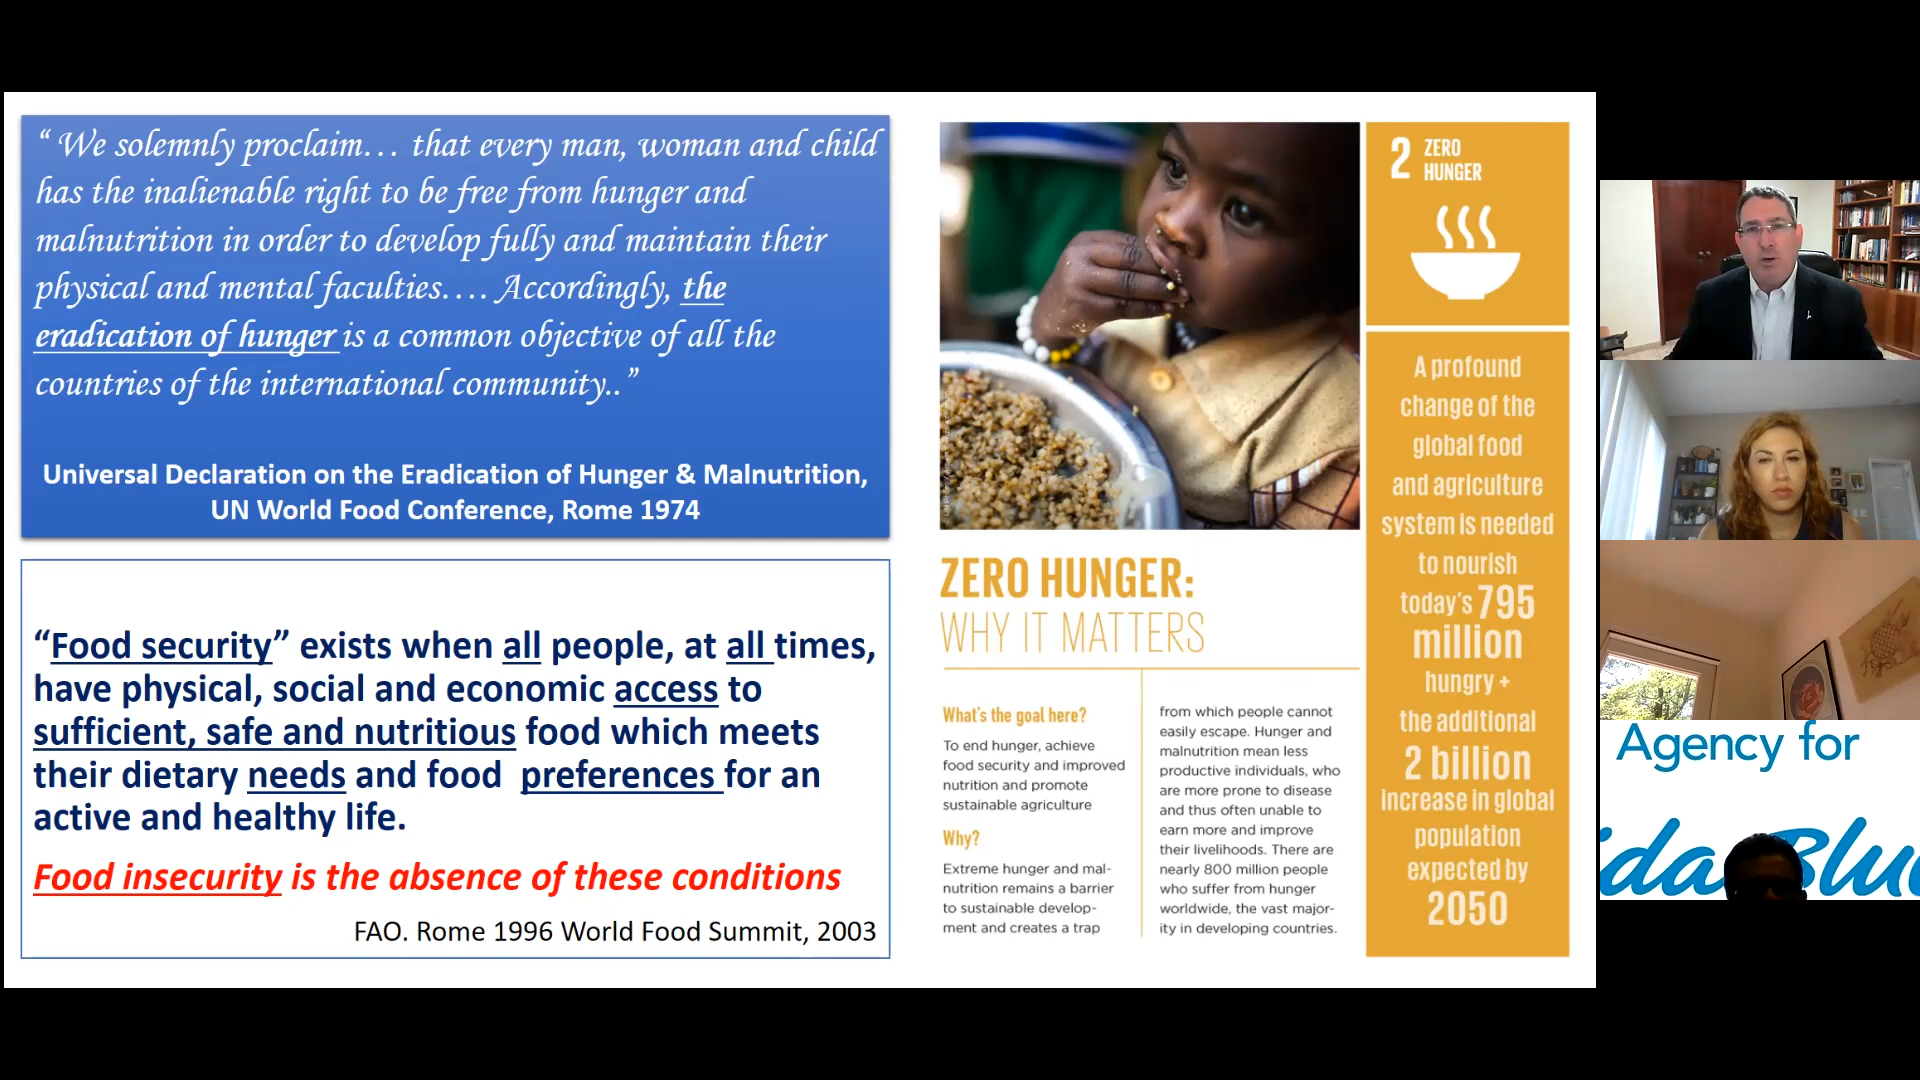 “ We solemnly proclaim… that every man, woman and child
has the inalienable right to be free from hunger and
malnutrition in order to develop fully and maintain their
physical and mental faculties…. Accordingly, the
eradication of hunger is a common objective of all the
countries of the international community..”
Universal Declaration on the Eradication of Hunger & Malnutrition,
UN World Food Conference, Rome 1974
“Food security” exists when all people, at all times,
have physical, social and economic access to
sufficient, safe and nutritious food which meets
their dietary needs and food preferences for an
active and healthy life.
Food insecurity is the absence of these conditions
FAO. Rome 1996 World Food Summit, 2003
ZERO HUNGER:
WHY IT MATTERS
What's the goal here?
To end hunger, achieve
food security and improved
nutrition and promote
sustainable agriculture
Why?
Extreme hunger and mal-
nutrition remains a barrier
to sustainable develop-
ment and creates a trap
from which people cannot
easily escape. Hunger and
malnutrition mean less
productive individuals, who
are more prone to disease
and thus often unable to
earn more and improve
their livelihoods. There are
nearly 800 million people
who suffer from hunger
worldwide, the vast major-
ity in developing countries.
2 ZERO
HUNGER
A profound
change of the
global food
and agriculture
system is needed
to nourish
today's 795
million
hungry +
the additional
2 billion
increase in global
population
expected by
2050
Agency for